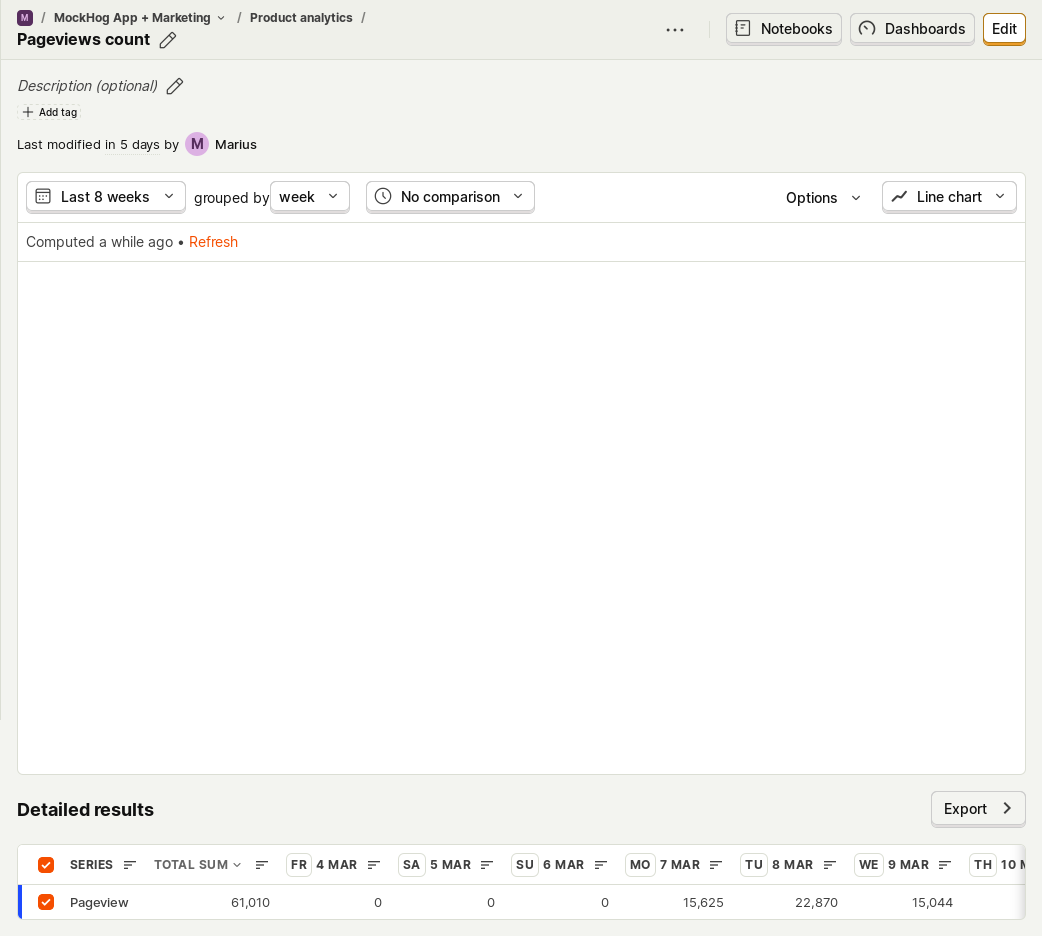 M / MockHog App + Marketing / Product analytics /
Pageviews count
Notebooks
Dashboards
Edit
Description (optional)
Add tag
Last modified in 5 days by M Marius
Last 8 weeks grouped by week No comparison Options Line chart
Computed a while ago • Refresh
Detailed results
Export
SERIES TOTAL SUM FR 4 MAR SA 5 MAR SU 6 MAR MO 7 MAR TU 8 MAR WE 9 MAR TH 10
Pageview 61,010 0 0 0 15,625 22,870 15,044